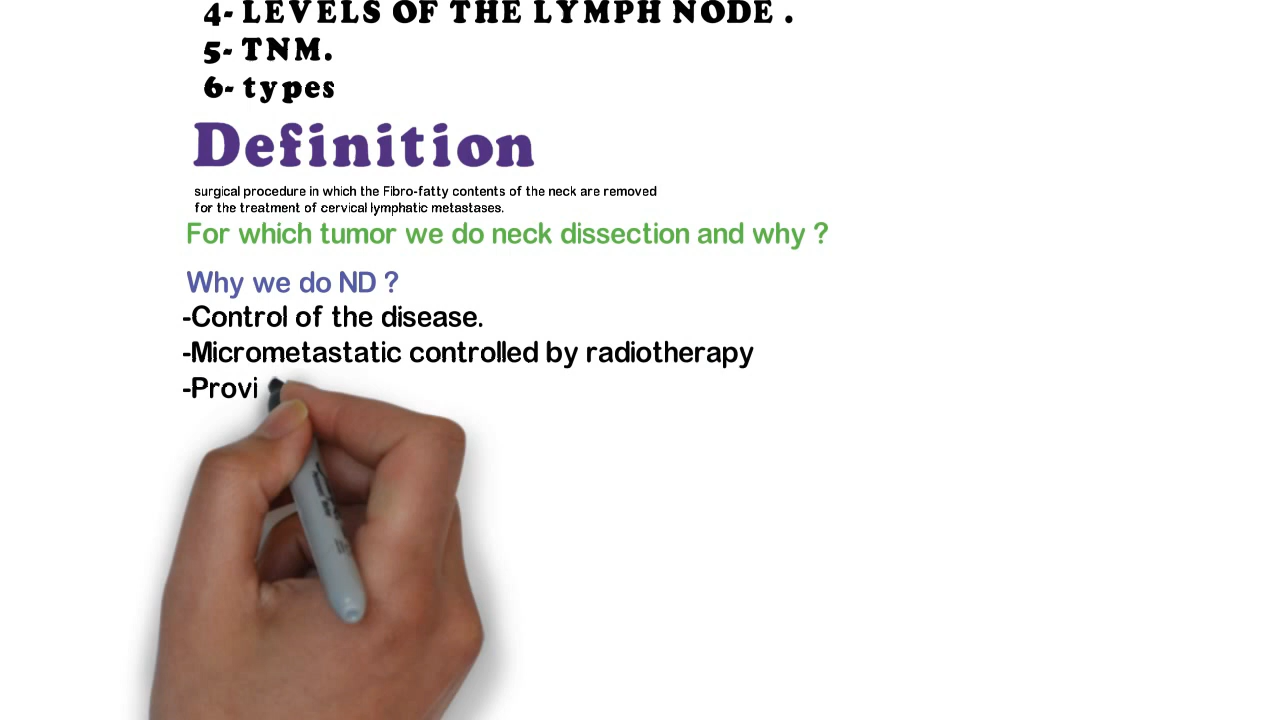 4- LEVELS OF THE LYMPH NODE .
5- TNM.
6- types
Definition
surgical procedure in which the Fibro-fatty contents of the neck are removed
for the treatment of cervical lymphatic metastases.
For which tumor we do neck dissection and why ?
Why we do ND ?
-Control of the disease.
-Micrometastatic controlled by radiotherapy
-Provi